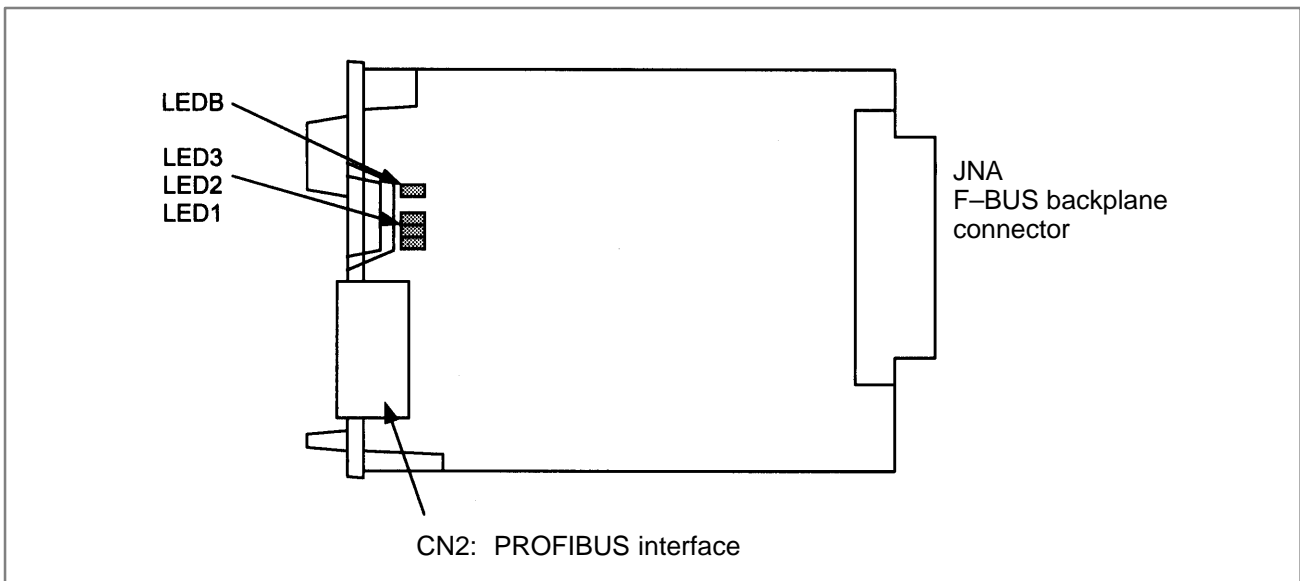 LEDB
LED3
LED2
LED1
JNA
F–BUS backplane
connector
CN2: PROFIBUS interface